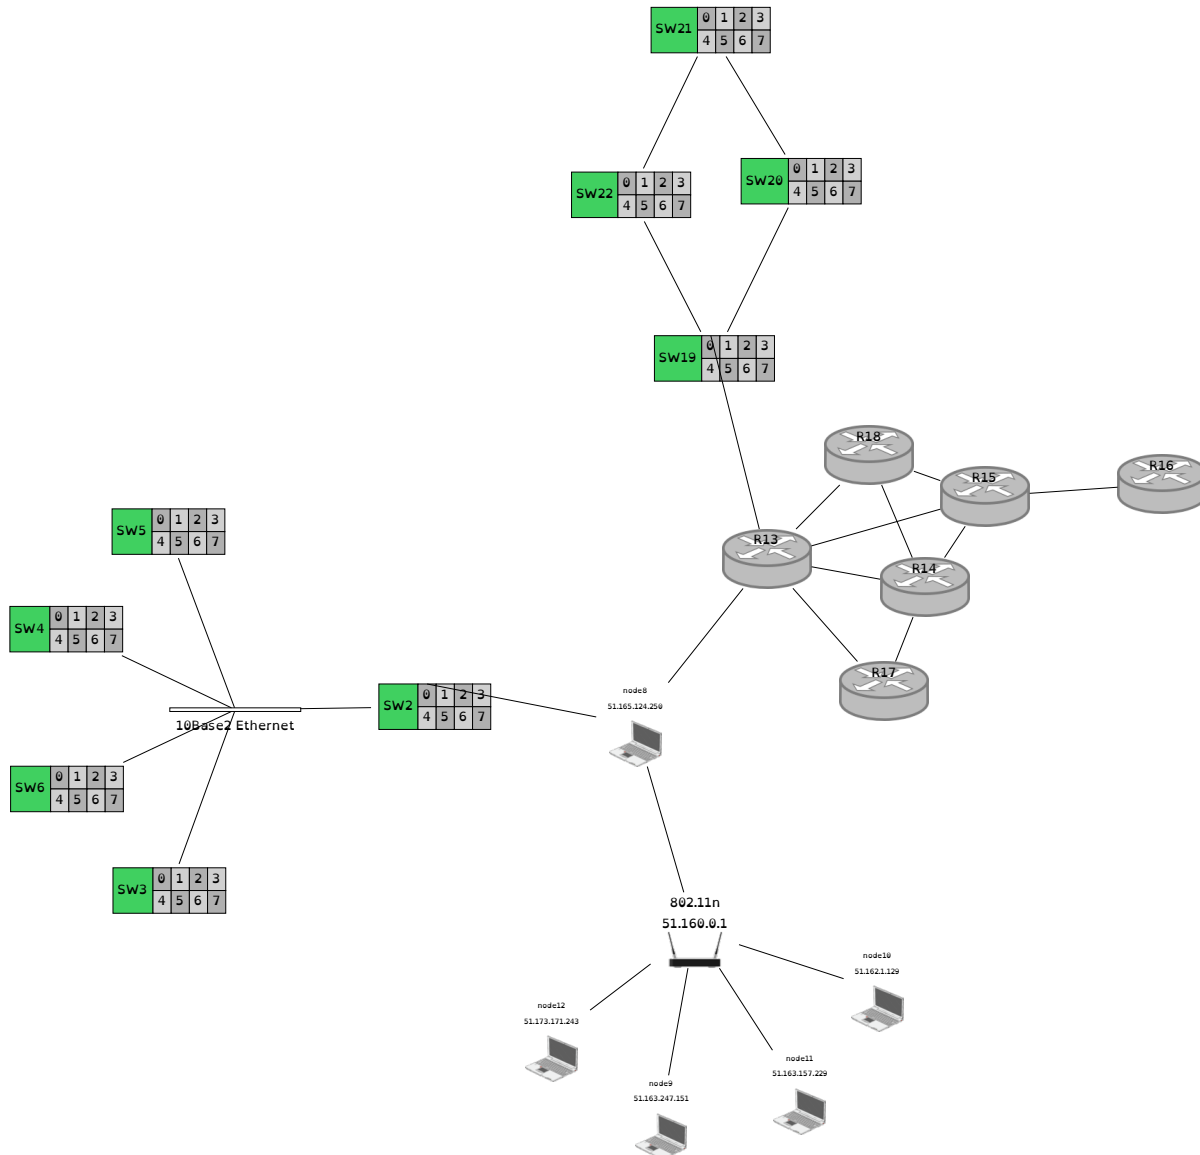 SW21 0 1 2 3
4 5 6 7
SW22 0 1 2 3
4 5 6 7
SW20 0 1 2 3
4 5 6 7
SW19 0 1 2 3
4 5 6 7
R18
R15
R16
R13
R14
R17
SW5 0 1 2 3
4 5 6 7
SW4 0 1 2 3
4 5 6 7
10Base2 Ethernet
SW2 0 1 2 3
4 5 6 7
SW6 0 1 2 3
4 5 6 7
SW3 0 1 2 3
4 5 6 7
node8
51.165.124.250
802.11n
51.160.0.1
node10
51.162.1.129
node12
51.173.171.243
node11
51.163.157.229
node9
51.163.247.151